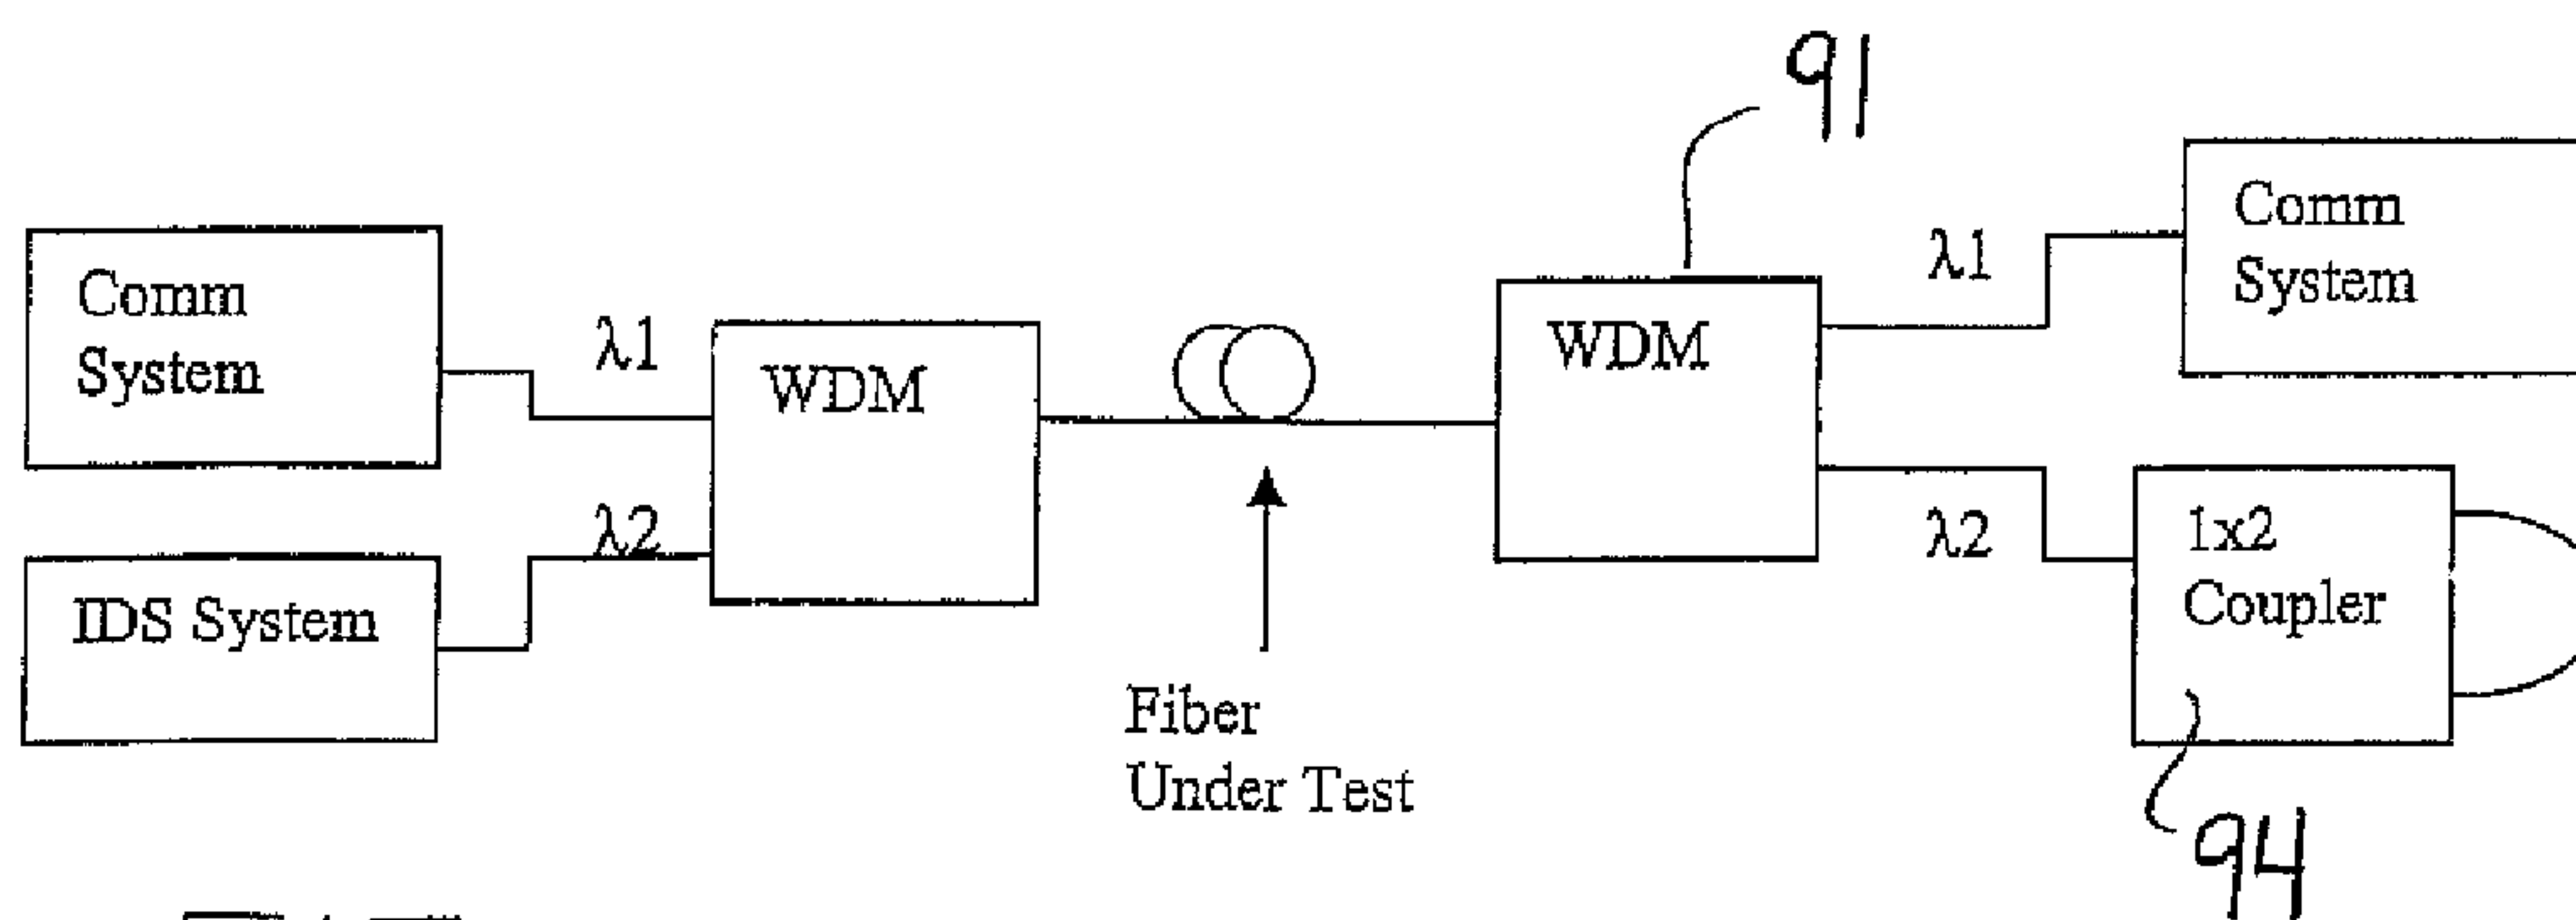 91
Comm
System
λ1
WDM
WDM
λ1
Comm
System
IDS System
λ2
λ2
1x2
Coupler
Fiber
Under Test
94